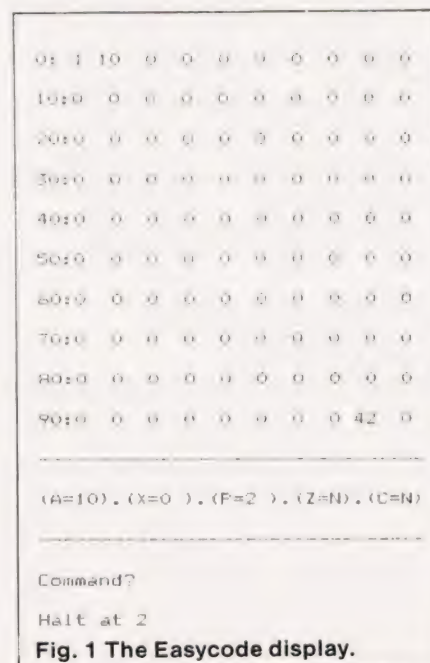 0: 1 10 0 0 0 0 0 0 0 0
10:0 0 0 0 0 0 0 0 0 0
20:0 0 0 0 0 0 0 0 0 0
30:0 0 0 0 0 0 0 0 0 0
40:0 0 0 0 0 0 0 0 0 0
50:0 0 0 0 0 0 0 0 0 0
60:0 0 0 0 0 0 0 0 0 0
70:0 0 0 0 0 0 0 0 0 0
80:0 0 0 0 0 0 0 0 0 0
90:0 0 0 0 0 0 0 0 42 0
(A=10).(X=0 ).(P=2 ).(Z=N).(C=N)
Command?
Halt at 2
Fig. 1 The Easycode display.